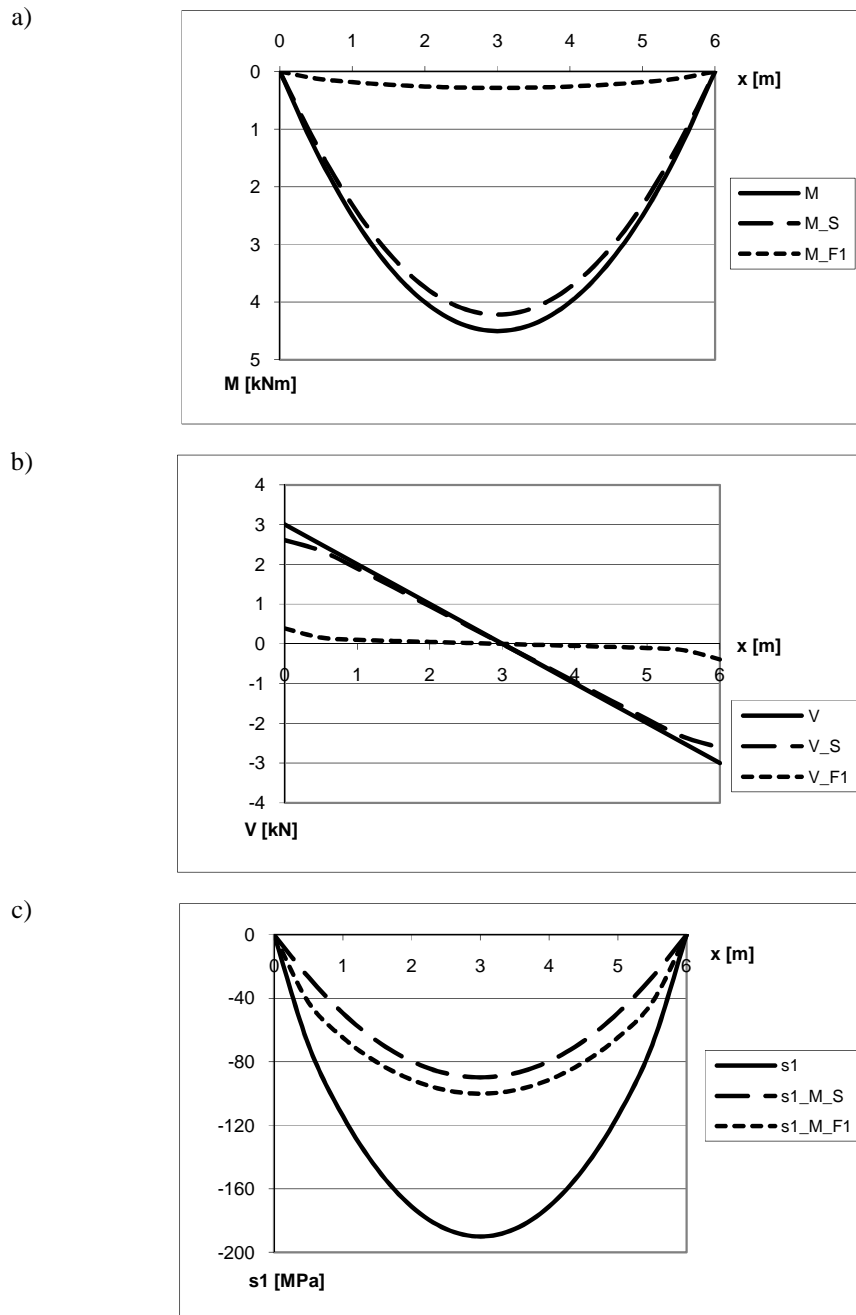 a)
0 1 2 3 4 5 6
x [m]
0
1
2
3
4
5
M [kNm]
M
M_S
M_F1
b)
4
3
2
1
0
-1
-2
-3
-4
x [m]
0 1 2 3 4 5 6
V [kN]
V
V_S
V_F1
c)
0
-40
-80
-120
-160
-200
x [m]
0 1 2 3 4 5 6
s1 [MPa]
s1
s1_M_S
s1_M_F1